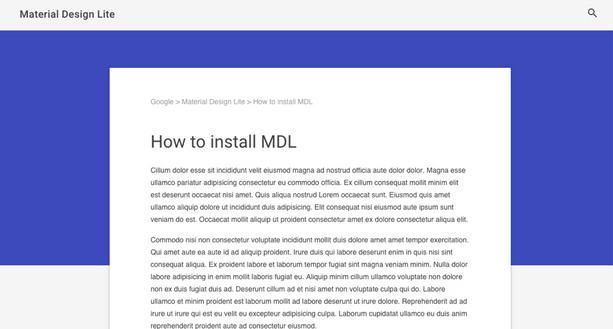 Material Design Lite
Google > Material Design Lite > How to install MDL
How to install MDL
Cillum dolor esse sit incididunt velit eiusmod magna ad nostrud officia aute dolor dolor. Magna esse
ullamco pariatur adipisicing consectetur eu commodo officia. Ex cillum consequat mollit minim elit
est deserunt occaecat nisi amet. Quis aliqua nostrud Lorem occaecat sunt. Eiusmod quis amet
ullamco aliquip dolore ut incididunt duis adipisicing. Elit consequat nisi eiusmod aute ipsum sunt
veniam do est. Occaecat mollit aliquip ut proident consectetur amet ex dolore consectetur aliqua elit.
Commodo nisi non consectetur voluptate incididunt mollit duis dolore amet amet tempor exercitation.
Qui amet aute ea aute id ad aliquip proident. Irure duis qui labore deserunt enim in quis nisi sint
consequat aliqua. Ex proident labore et laborum tempor fugiat sint magna veniam minim. Nulla dolor
labore adipisicing in enim mollit laboris fugiat eu. Aliquip minim cillum ullamco voluptate non dolore
non ex duis fugiat duis ad. Deserunt cillum ad et nisi amet non voluptate culpa qui do. Labore
ullamco et minim proident est laborum mollit ad labore deserunt ut irure dolore. Reprehenderit ad ad
irure ut irure qui est eu velit eu excepteur adipisicing culpa. Laborum cupidatat ullamco eu duis anim
reprehenderit proident aute ad consectetur eiusmod.